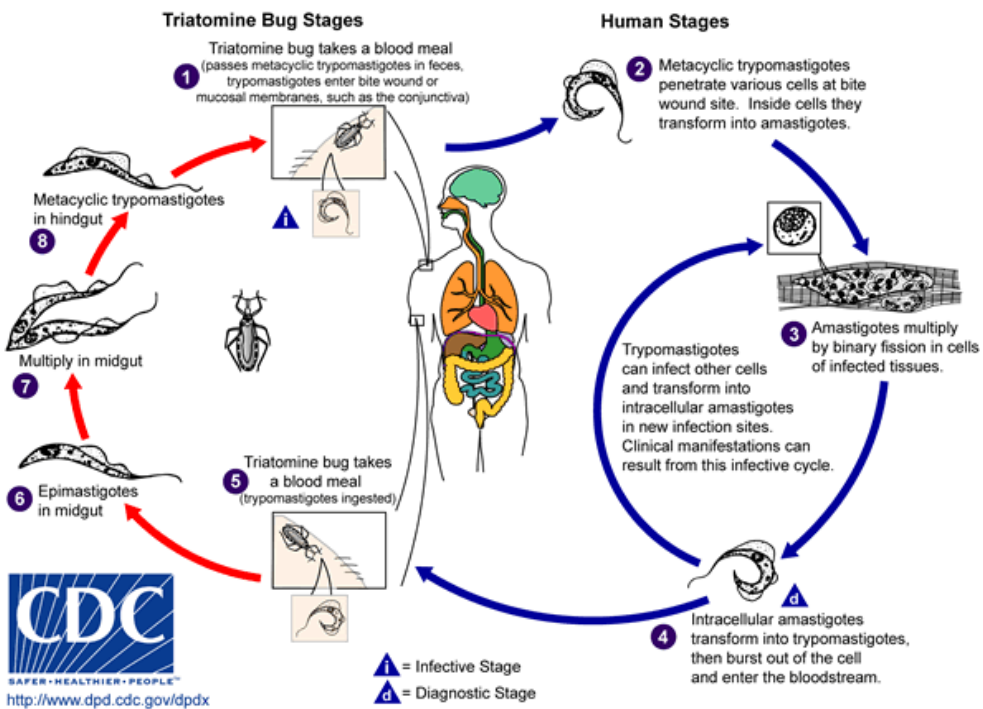 Triatomine Bug Stages
Human Stages
Triatomine bug takes a blood meal
(passes metacyclic trypomastigotes in feces,
trypomastigotes enter bite wound or
mucosal membranes, such as the conjunctiva)
1
i
2
Metacyclic trypomastigotes
penetrate various cells at bite
wound site. Inside cells they
transform into amastigotes.
3
Amastigotes multiply
by binary fission in cells
of infected tissues.
Trypomastigotes
can infect other cells
and transform into
intracellular amastigotes
in new infection sites.
Clinical manifestations can
result from this infective cycle.
d
4
Intracellular amastigotes
transform into trypomastigotes,
then burst out of the cell
and enter the bloodstream.
5
Triatomine bug takes
a blood meal
(trypomastigotes ingested)
6
Epimastigotes
in midgut
Multiply in midgut
7
Metacyclic trypomastigotes
in hindgut
8
i = Infective Stage
d = Diagnostic Stage
CDC
SAFER•HEALTHIER•PEOPLE™
http://www.dpd.cdc.gov/dpdx